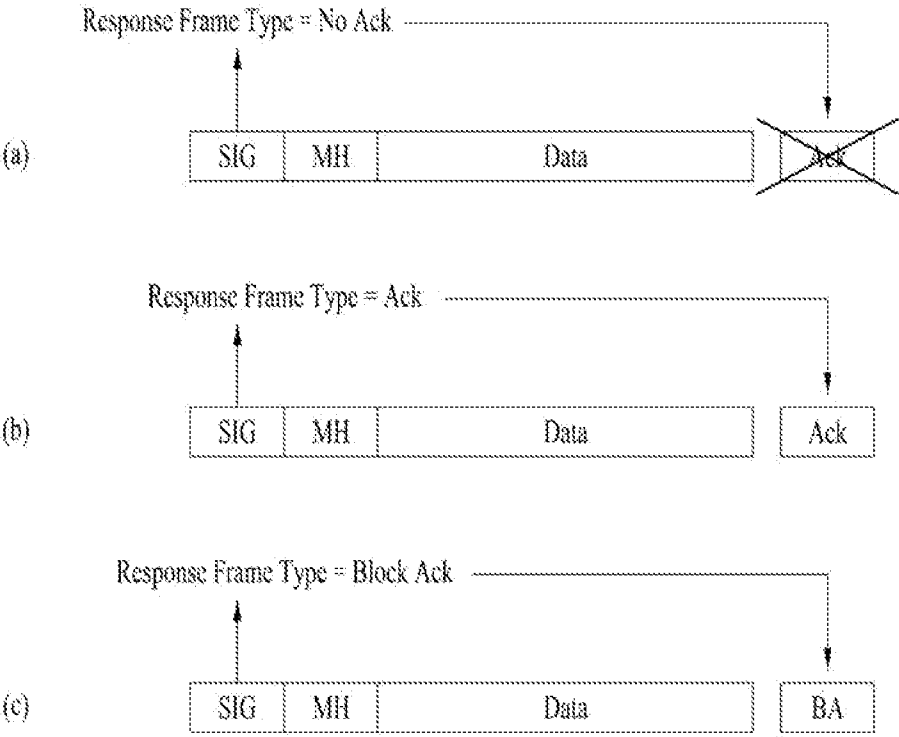 Response Frame Type = No Ack
(a) SIG MH Data Ack
Response Frame Type = Ack
(b) SIG MH Data Ack
Response Frame Type = Block Ack
(c) SIG MH Data BA